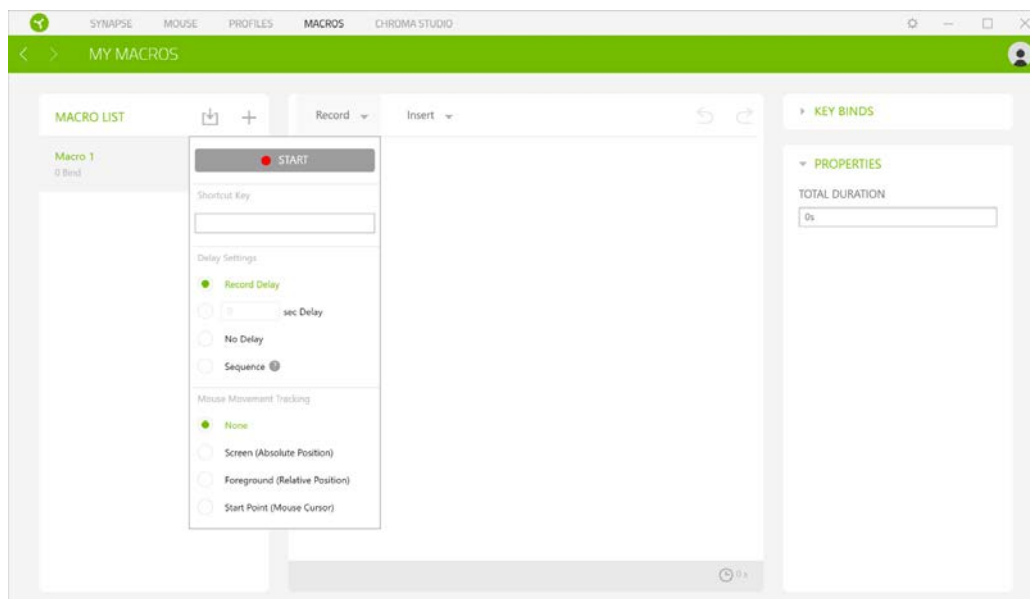 SYNAPSE MOUSE PROFILES MACROS CHROMA STUDIO
MY MACROS
MACRO LIST
Record
Insert
KEY BINDS
Macro 1
0 Bind
START
Shortcut Key
Delay Settings
Record Delay
0 sec Delay
No Delay
Sequence ?
Mouse Movement Tracking
None
Screen (Absolute Position)
Foreground (Relative Position)
Start Point (Mouse Cursor)
PROPERTIES
TOTAL DURATION
0s
0 s